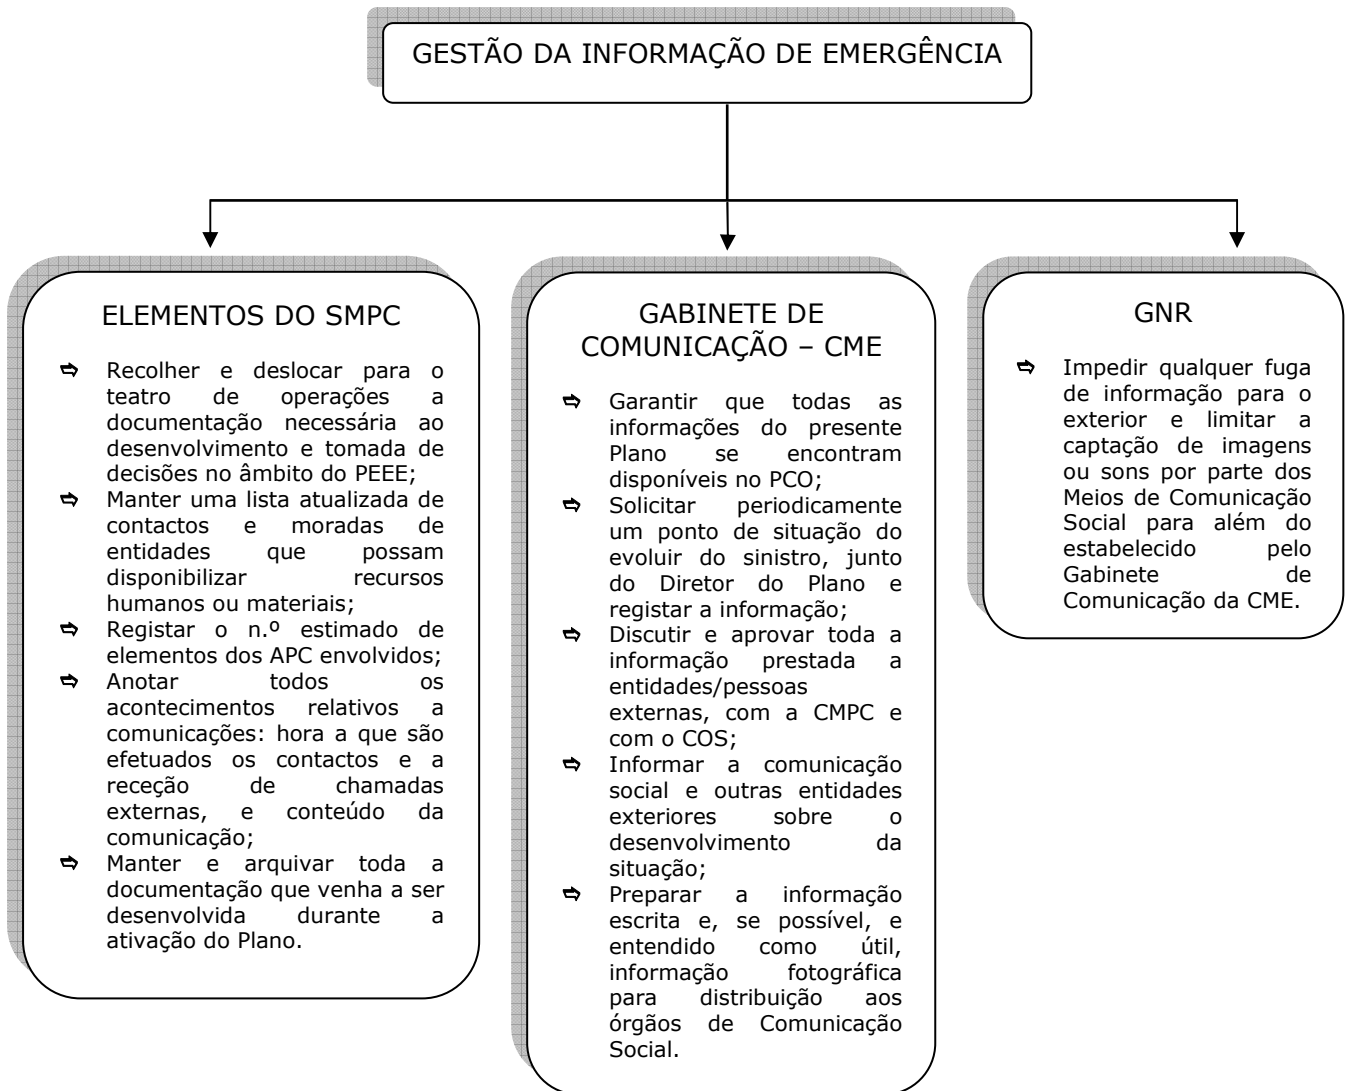 GESTÃO DA INFORMAÇÃO DE EMERGÊNCIA
ELEMENTOS DO SMPC
Recolher e deslocar para o
teatro de operações a
documentação necessária ao
desenvolvimento e tomada de
decisões no âmbito do PEEE;
Manter uma lista atualizada de
contactos e moradas de
entidades que possam
disponibilizar recursos
humanos ou materiais;
Registar o n.º estimado de
elementos dos APC envolvidos;
Anotar todos os
acontecimentos relativos a
comunicações: hora a que são
efetuados os contactos e a
receção de chamadas
externas, e conteúdo da
comunicação;
Manter e arquivar toda a
documentação que venha a ser
desenvolvida durante a
ativação do Plano.
GABINETE DE
COMUNICAÇÃO – CME
Garantir que todas as
informações do presente
Plano se encontram
disponíveis no PCO;
Solicitar periodicamente
um ponto de situação do
evoluir do sinistro, junto
do Diretor do Plano e
registar a informação;
Discutir e aprovar toda a
informação prestada a
entidades/pessoas
externas, com a CMPC e
com o COS;
Informar a comunicação
social e outras entidades
exteriores sobre o
desenvolvimento da
situação;
Preparar a informação
escrita e, se possível, e
entendido como útil,
informação fotográfica
para distribuição aos
órgãos de Comunicação
Social.
GNR
Impedir qualquer fuga
de informação para o
exterior e limitar a
captação de imagens
ou sons por parte dos
Meios de Comunicação
Social para além do
estabelecido pelo
Gabinete de
Comunicação da CME.